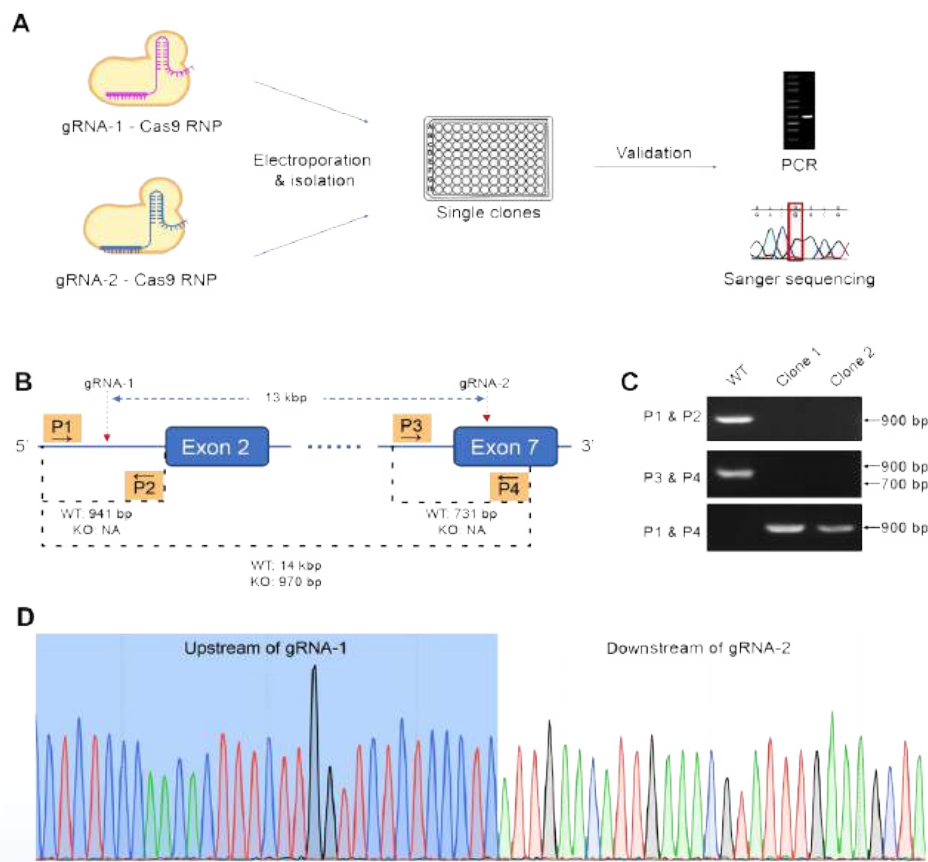 A
gRNA-1 - Cas9 RNP
Electroporation
& isolation
gRNA-2 - Cas9 RNP
Single clones
Validation
PCR
Sanger sequencing
B
gRNA-1
gRNA-2
13 kbp
P1
P3
5´
Exon 2
Exon 7
3´
P2
P4
WT: 941 bp
KO: NA
WT: 731 bp
KO: NA
WT: 14 kbp
KO: 970 bp
C
WT
Clone 1
Clone 2
P1 & P2
900 bp
P3 & P4
900 bp
700 bp
P1 & P4
900 bp
D
Upstream of gRNA-1
Downstream of gRNA-2